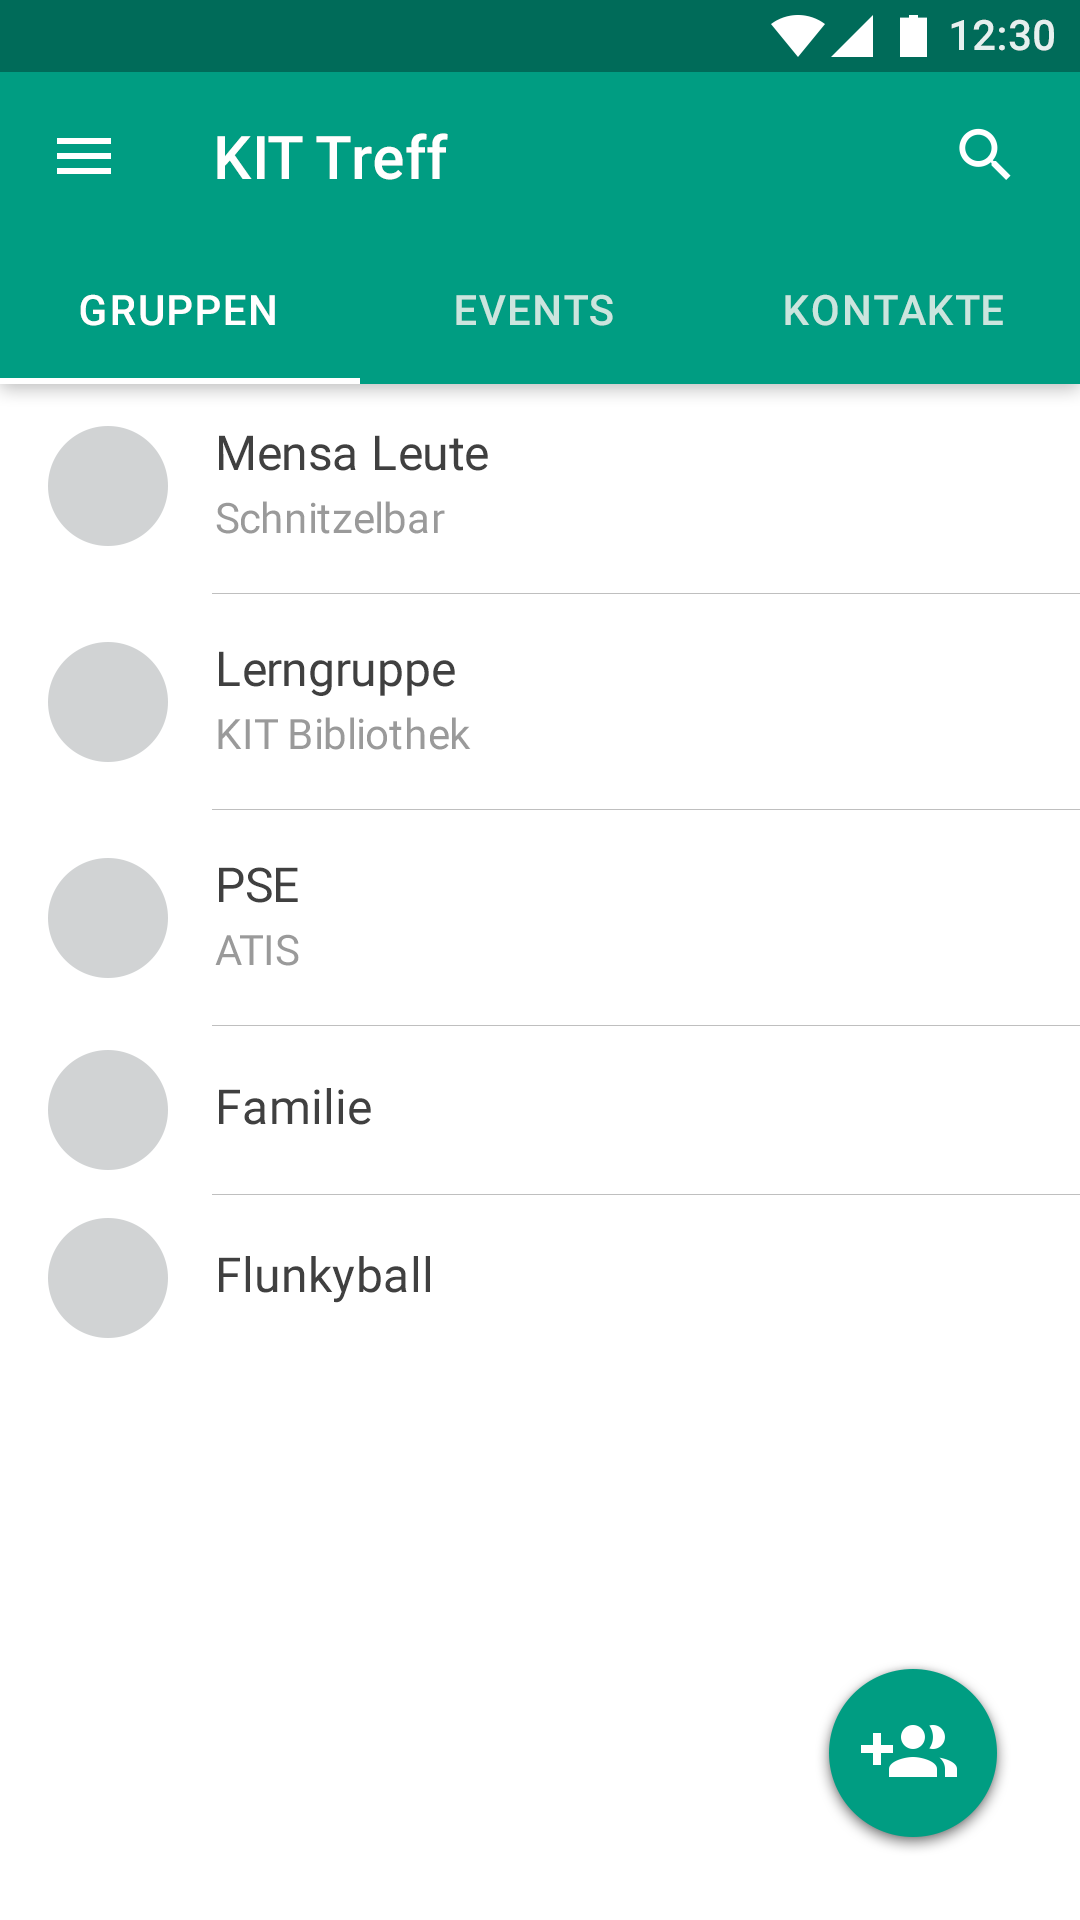 12:30
KIT Treff
GRUPPEN EVENTS KONTAKTE
Mensa Leute
Schnitzelbar
Lerngruppe
KIT Bibliothek
PSE
ATIS
Familie
Flunkyball